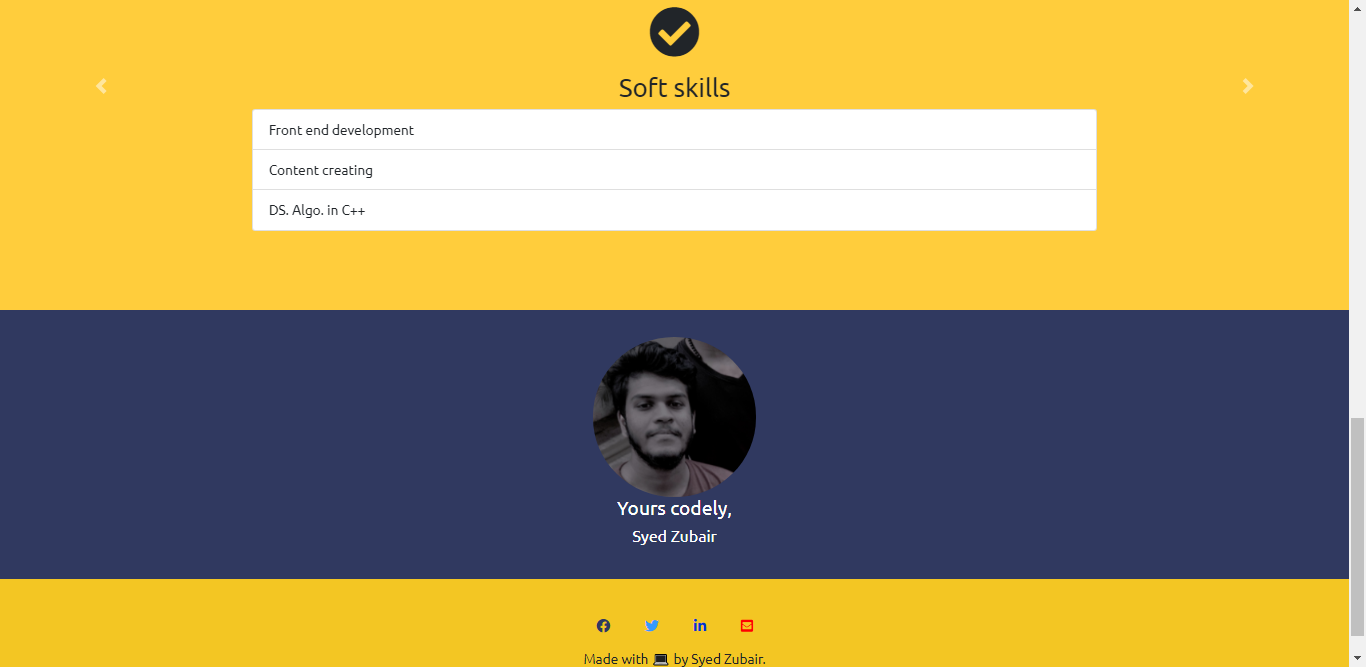 Soft skills
Front end development
Content creating
DS. Algo. in C++
Yours codely,
Syed Zubair
in
Made with 💻 by Syed Zubair.